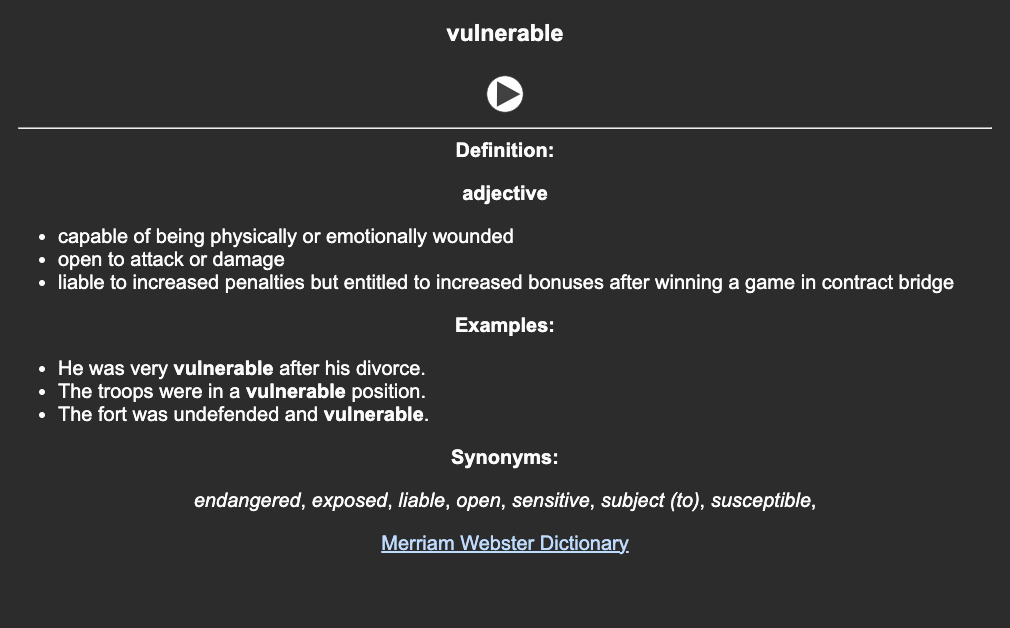 vulnerable
Definition:
adjective
• capable of being physically or emotionally wounded
• open to attack or damage
• liable to increased penalties but entitled to increased bonuses after winning a game in contract bridge
Examples:
• He was very vulnerable after his divorce.
• The troops were in a vulnerable position.
• The fort was undefended and vulnerable.
Synonyms:
endangered, exposed, liable, open, sensitive, subject (to), susceptible,
Merriam Webster Dictionary